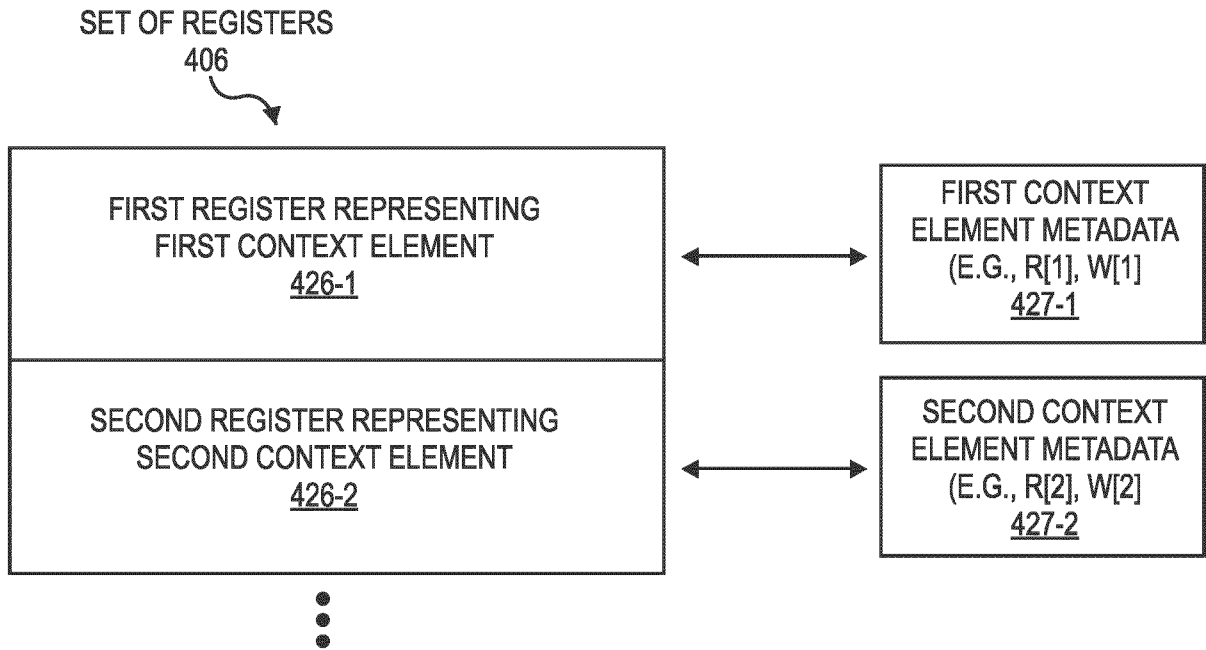 SET OF REGISTERS
406
FIRST REGISTER REPRESENTING
FIRST CONTEXT ELEMENT
426-1
FIRST CONTEXT
ELEMENT METADATA
(E.G., R[1], W[1]
427-1
SECOND REGISTER REPRESENTING
SECOND CONTEXT ELEMENT
426-2
SECOND CONTEXT
ELEMENT METADATA
(E.G., R[2], W[2]
427-2